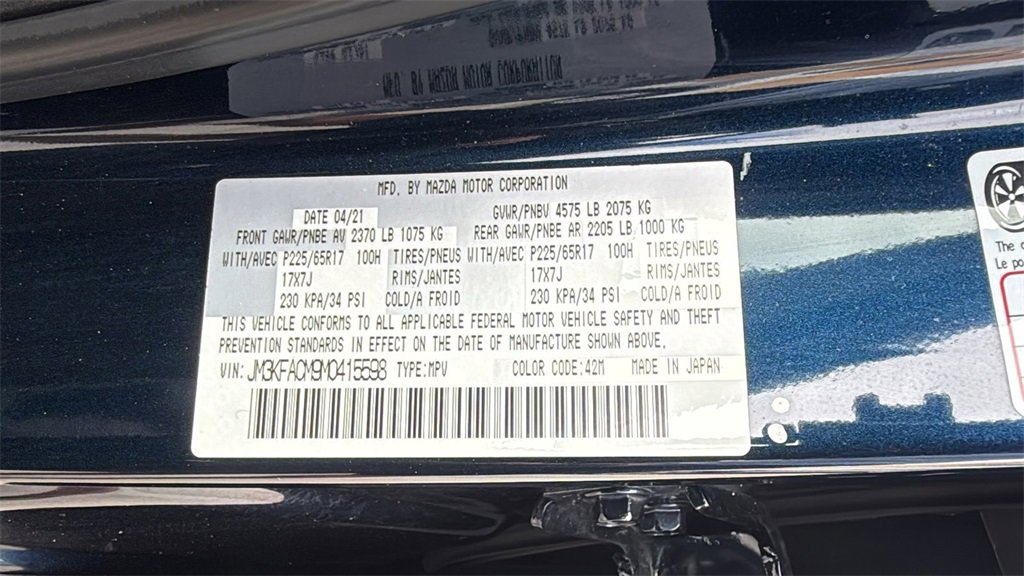 MFD. BY MAZDA MOTOR CORPORATION
DATE 04/21 GVWR/PNBV 4575 LB 2075 KG
FRONT GAWR/PNBE AV 2370 LB 1075 KG REAR GAWR/PNBE AR 2205 LB 1000 KG
WITH/AVEC P225/65R17 100H TIRES/PNEUS WITH/AVEC P225/65R17 100H TIRES/PNEUS
17X7J RIMS/JANTES 17X7J RIMS/JANTES
230 KPA/34 PSI COLD/A FROID 230 KPA/34 PSI COLD/A FROID
THIS VEHICLE CONFORMS TO ALL APPLICABLE FEDERAL MOTOR VEHICLE SAFETY AND THEFT
PREVENTION STANDARDS IN EFFECT ON THE DATE OF MANUFACTURE SHOWN ABOVE.
VIN: JM3KFACM9M0415598 TYPE:MPV COLOR CODE:42M MADE IN JAPAN
The
Le